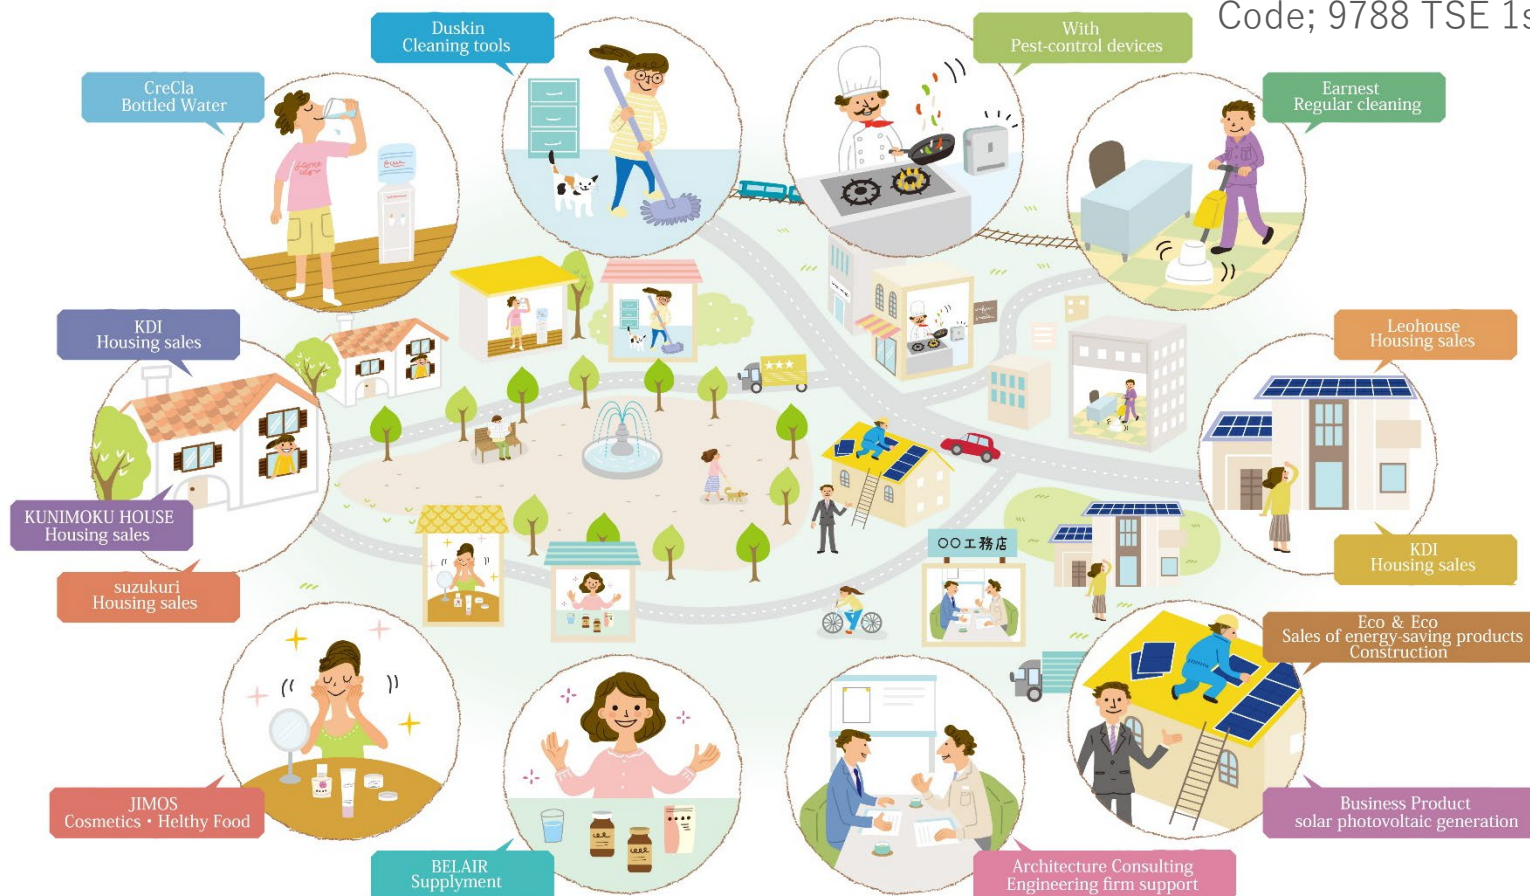 Code; 9788 TSE 1s
Duskin
Cleaning tools
With
Pest-control devices
CreCla
Bottled Water
Earnest
Regular cleaning
KDI
Housing sales
Leohouse
Housing sales
KUNIMOKU HOUSE
Housing sales
suzukuri
Housing sales
○○工務店
KDI
Housing sales
Eco & Eco
Sales of energy-saving products
Construction
JIMOS
Cosmetics・Helthy Food
Business Product
solar photovoltaic generation
BELAIR
Supplyment
Architecture Consulting
Engineering firm support